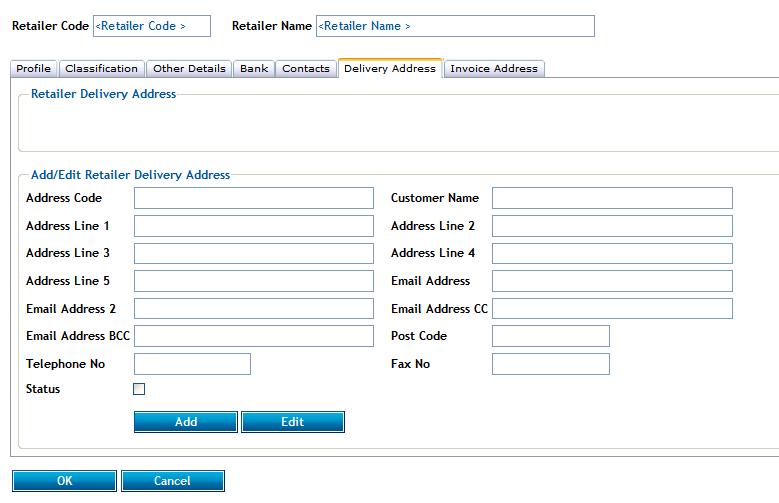 Retailer Code <Retailer Code > Retailer Name <Retailer Name >
Profile Classification Other Details Bank Contacts Delivery Address Invoice Address
Retailer Delivery Address
Add/Edit Retailer Delivery Address
Address Code Customer Name
Address Line 1 Address Line 2
Address Line 3 Address Line 4
Address Line 5 Email Address
Email Address 2 Email Address CC
Email Address BCC Post Code
Telephone No Fax No
Status
Add Edit
OK Cancel